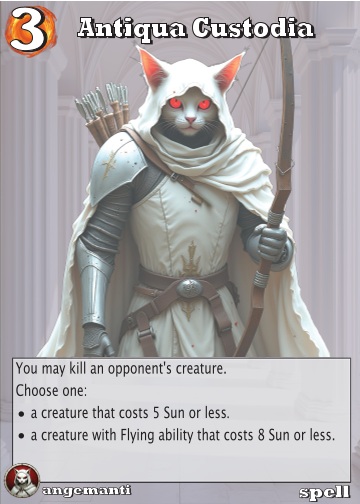 3 Antiqua Custodia
You may kill an opponent's creature.
Choose one:
• a creature that costs 5 Sun or less.
• a creature with Flying ability that costs 8 Sun or less.
angemanti spell